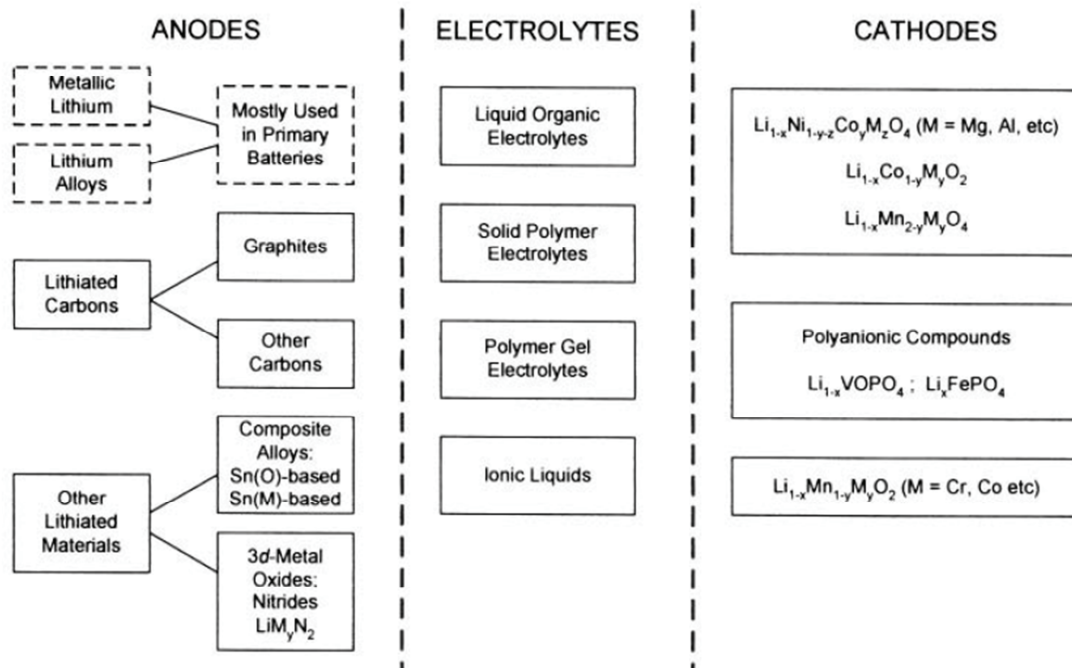 ANODES
Metallic
Lithium
Lithium
Alloys
Mostly Used
in Primary
Batteries
Lithiated
Carbons
Graphites
Other
Carbons
Other
Lithiated
Materials
Composite
Alloys:
Sn(O)-based
Sn(M)-based
3d-Metal
Oxides:
Nitrides
LiMyN2
ELECTROLYTES
Liquid Organic
Electrolytes
Solid Polymer
Electrolytes
Polymer Gel
Electrolytes
Ionic Liquids
CATHODES
Li1-xNi1-y-zCoyMzO4 (M = Mg, Al, etc)
Li1-xCo1-yMyO2
Li1-xMn2-yMyO4
Polyanionic Compounds
Li1-xVOPO4 ; LixFePO4
Li1-xMn1-yMyO2 (M = Cr, Co etc)